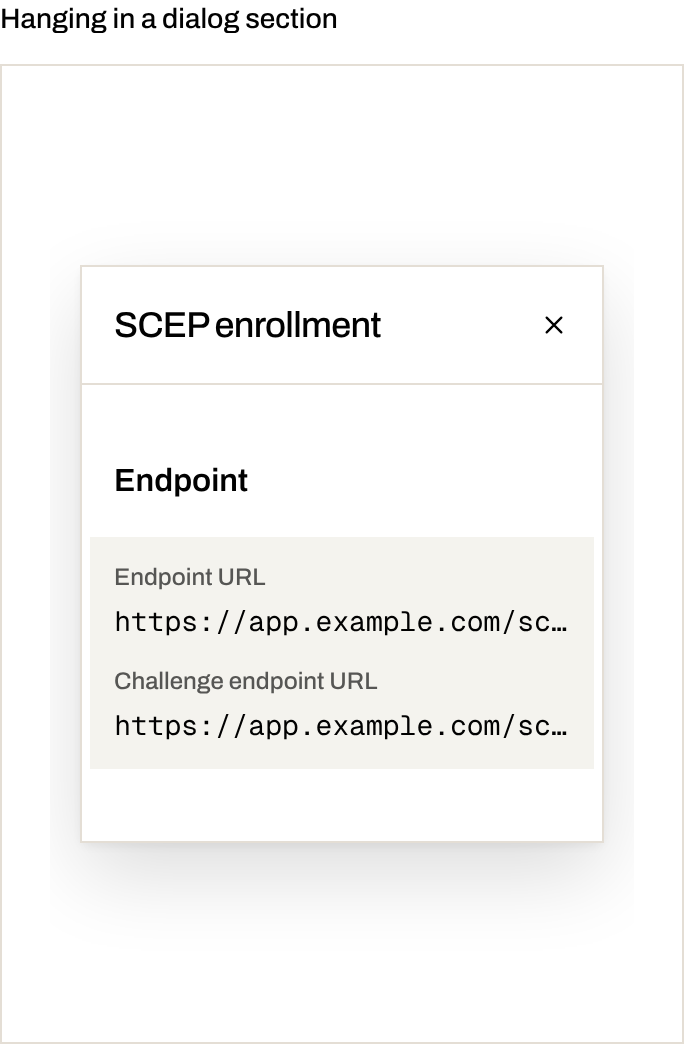 Hanging in a dialog section
SCEP enrollment
Endpoint
Endpoint URL
https://app.example.com/sc…
Challenge endpoint URL
https://app.example.com/sc…